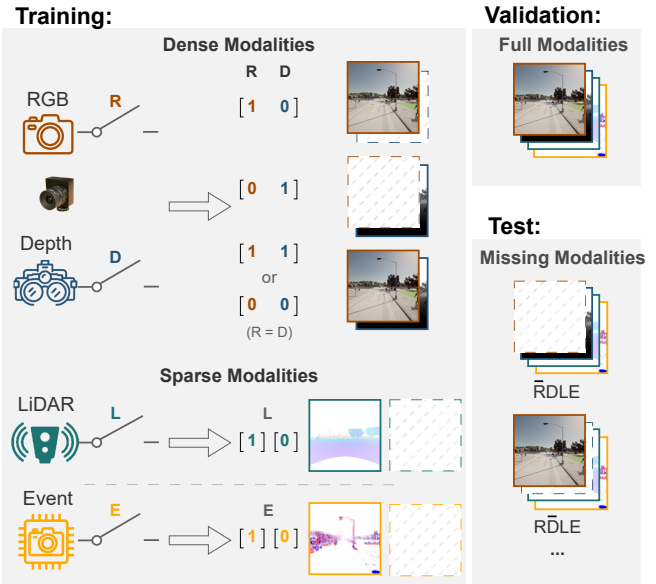 Training:
Dense Modalities
R D
RGB
R
[1 0]
[0 1]
Depth
D
[1 1]
or
[0 0]
(R = D)
Sparse Modalities
LiDAR
L
L
[1] [0]
Event
E
E
[1] [0]
Validation:
Full Modalities
Test:
Missing Modalities
R̄DLE
RD̄LE
...